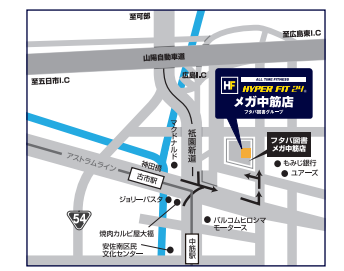 至可部
至広島東I.C
山陽自動車道
至五日市I.C
広島I.C
HF
ALL TIME FITNESS
HYPER FIT 24
メガ中筋店
フタバ図書グループ
マクドナルド
祇園新道
フタバ図書
メガ中筋店
アストラムライン
神田橋
古市駅
もみじ銀行
ユアーズ
ジョリーパスタ
54
バルコムヒロシマ
モータース
焼肉カルビ屋大福
中筋駅
安佐南区民
文化センター